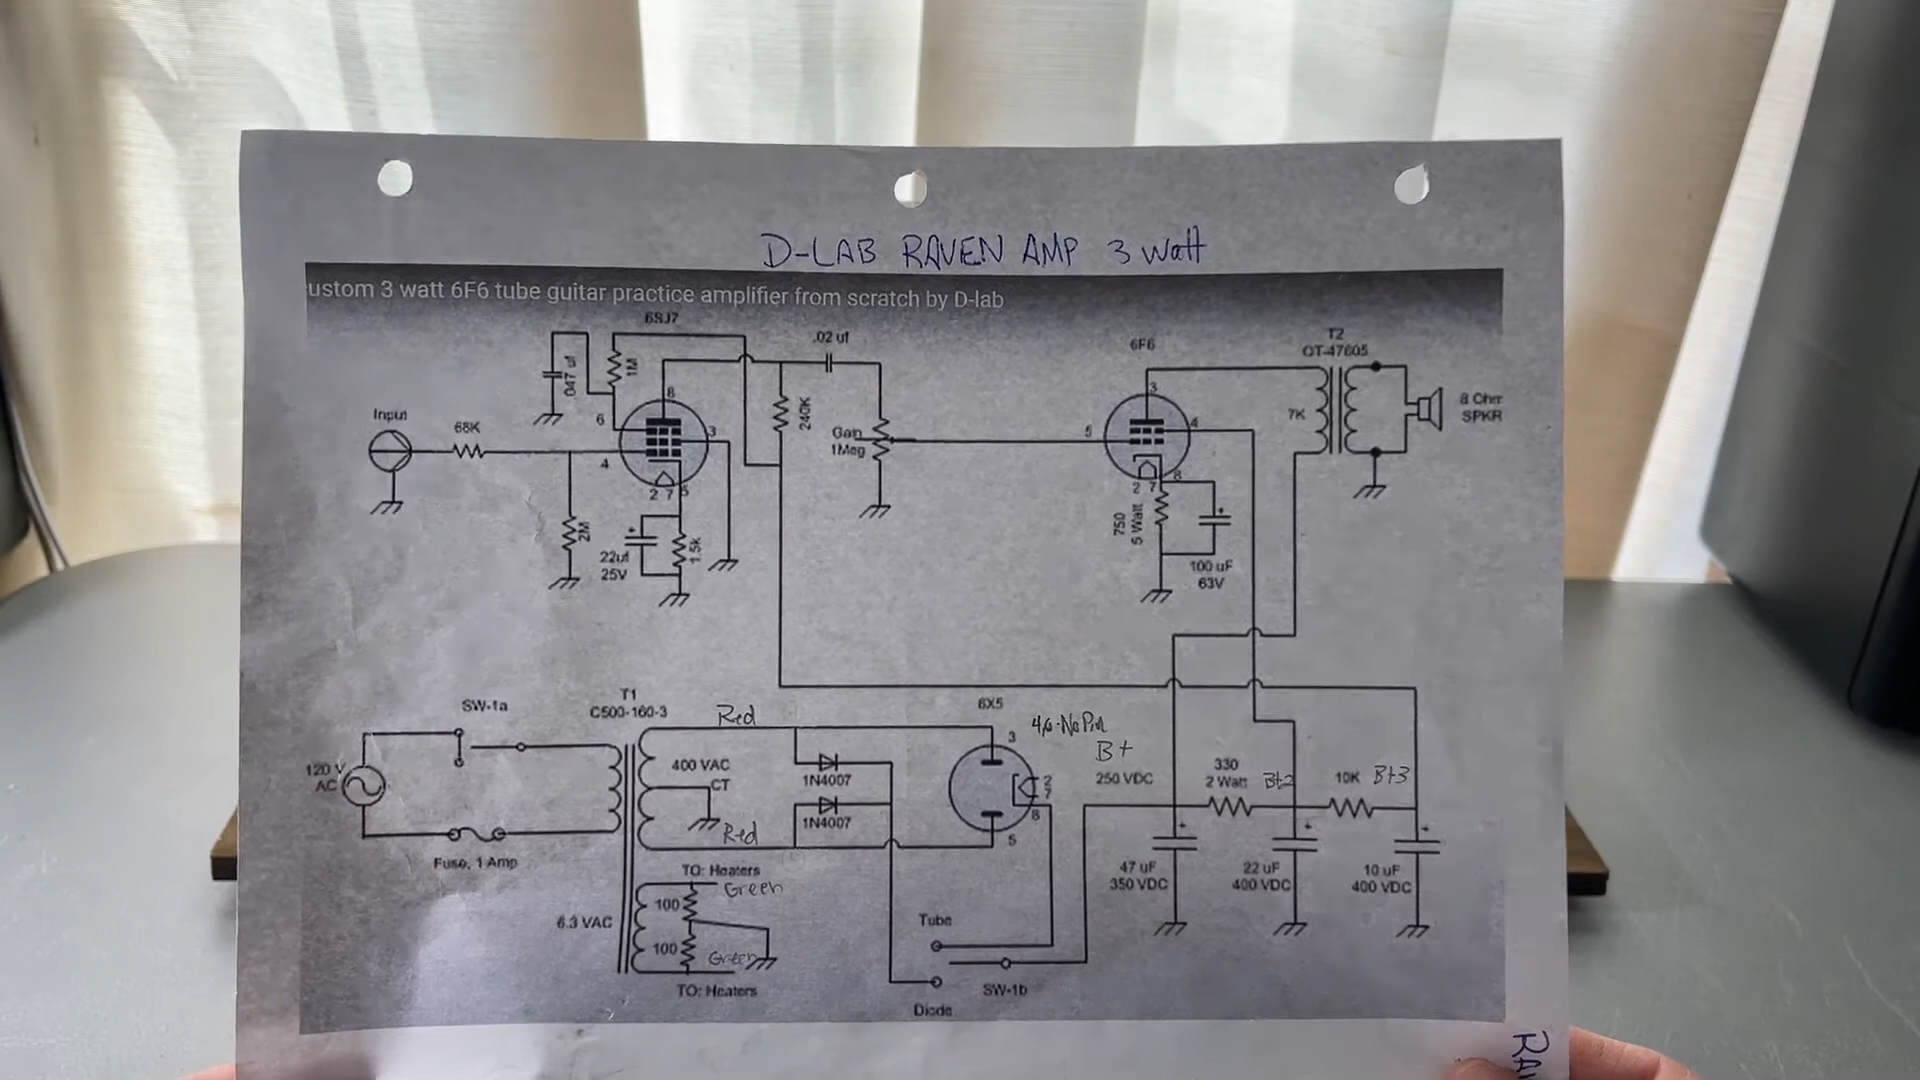 D-LAB RAVEN AMP 3 Watt
ustom 3 watt 6F6 tube guitar practice amplifier from scratch by D-lab
6SJ7
.02 uf
6F6
T2
OT-47605
.047 uf
1M
8
3
240K
Input
68K
6
3
Gain
1Meg
5
4
7K
8 Ohm
SPKR
4
2 7 5
2 7
8
2M
22uf
25V
1.5k
750
5 Watt
100 uF
63V
SW-1a
T1
C500-160-3
Red
6X5
3
4,6-No Pin
B+
120 V
AC
400 VAC
CT
1N4007
1N4007
2
7
8
5
250 VDC
330
2 Watt
B+2
10K
B+3
Red
Fuse, 1 Amp
TO: Heaters
Green
47 uF
350 VDC
22 uF
400 VDC
10 uF
400 VDC
6.3 VAC
100
100
Green
TO: Heaters
Tube
Diode
SW-1b